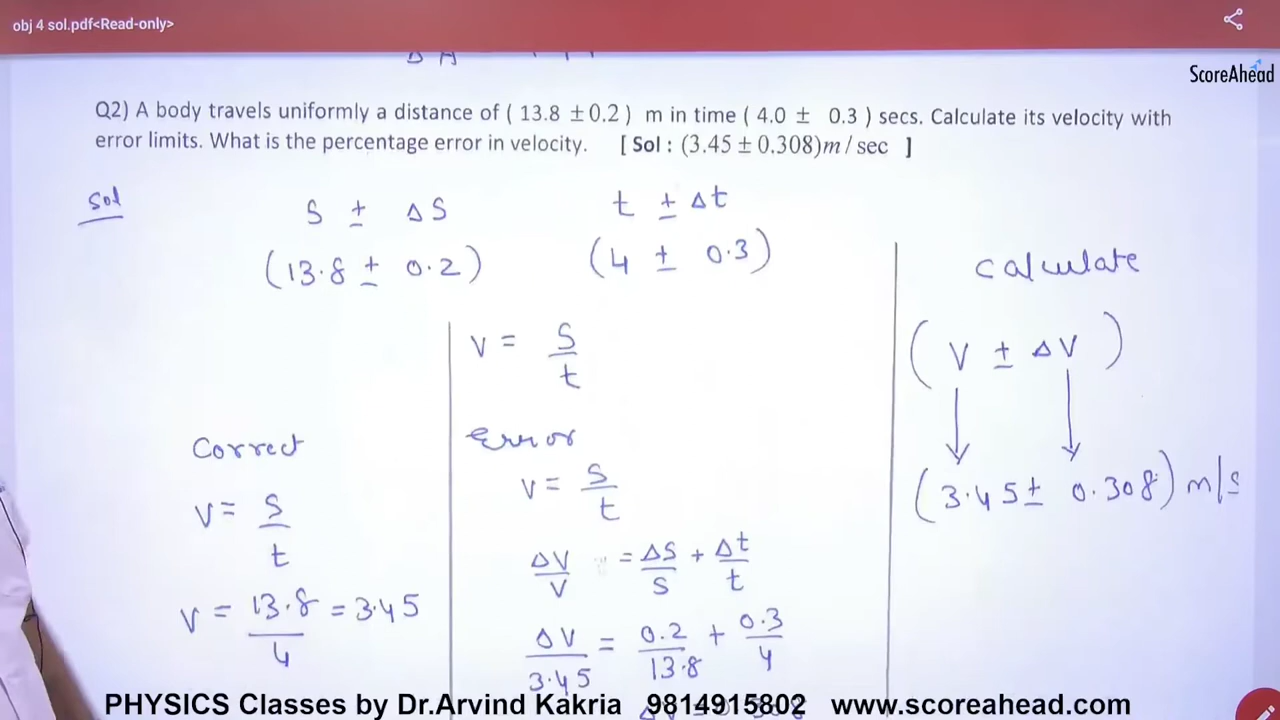 obj 4 sol.pdf<Read-only>
ScoreAhead
Q2) A body travels uniformly a distance of ( 13.8 ±0.2 ) m in time ( 4.0 ± 0.3 ) secs. Calculate its velocity with
error limits. What is the percentage error in velocity. [ Sol : (3.45 ± 0.308)m / sec ]
Sol
S ± ΔS
t ± Δt
(13.8 ± 0.2)
(4 ± 0.3)
V = S/t
Correct
V = S/t
V = 13.8/4 = 3.45
Error
V = S/t
ΔV/V = ΔS/S + Δt/t
ΔV/3.45 = 0.2/13.8 + 0.3/4
Calculate
(V ± ΔV)
(3.45 ± 0.308) m/s
PHYSICS Classes by Dr.Arvind Kakria 9814915802 www.scoreahead.com